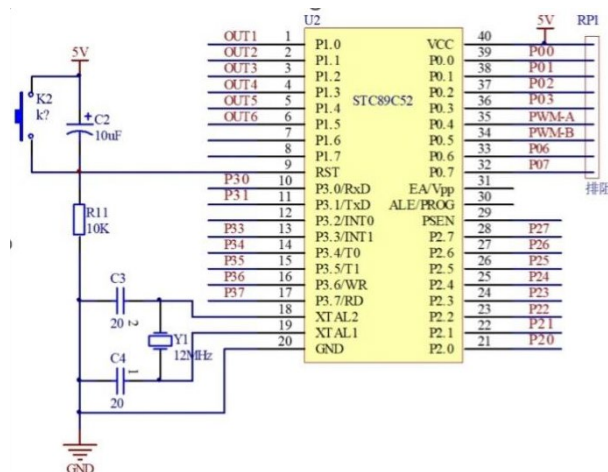 U2
5V
RP1
5V
K2
k?
C2
10uF
R11
10K
C3
20
2
Y1
12MHz
C4
1
20
GND
STC89C52
OUT1 1 P1.0 VCC 40
OUT2 2 P1.1 P0.0 39 P00
OUT3 3 P1.2 P0.1 38 P01
OUT4 4 P1.3 P0.2 37 P02
OUT5 5 P1.4 P0.3 36 P03
OUT6 6 P1.5 P0.4 35 PWM-A
7 P1.6 P0.5 34 PWM-B
8 P1.7 P0.6 33 P06
9 RST P0.7 32 P07
P30 10 P3.0/RxD EA/Vpp 31
P31 11 P3.1/TxD ALE/PROG 30
12 P3.2/INT0 PSEN 29
P33 13 P3.3/INT1 P2.7 28 P27
P34 14 P3.4/T0 P2.6 27 P26
P35 15 P3.5/T1 P2.5 26 P25
P36 16 P3.6/WR P2.4 25 P24
P37 17 P3.7/RD P2.3 24 P23
18 XTAL2 P2.2 23 P22
19 XTAL1 P2.1 22 P21
20 GND P2.0 21 P20
排阻